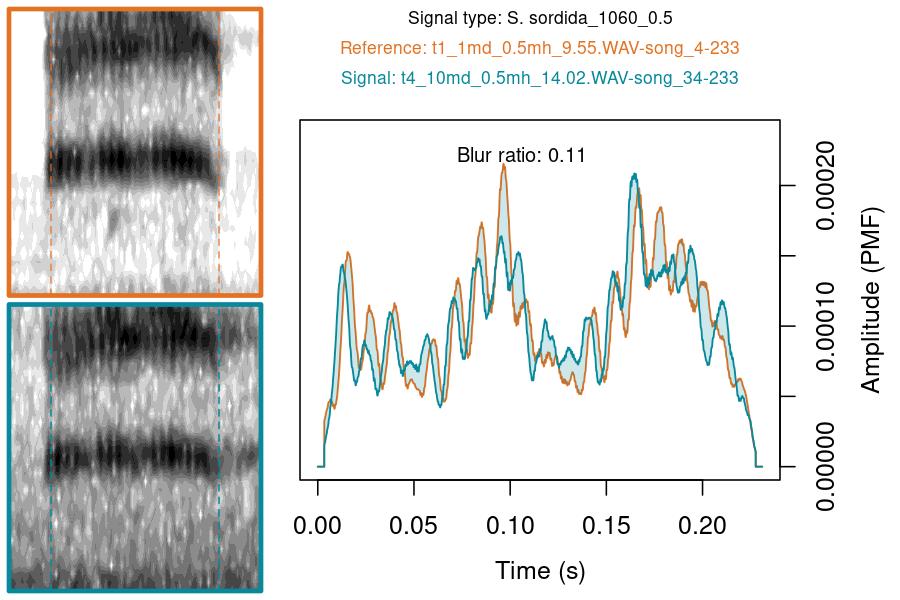 Signal type: S. sordida_1060_0.5
Reference: t1_1md_0.5mh_9.55.WAV-song_4-233
Signal: t4_10md_0.5mh_14.02.WAV-song_34-233
Blur ratio: 0.11
0.00020
0.00010
0.00000
Amplitude (PMF)
0.00 0.05 0.10 0.15 0.20
Time (s)